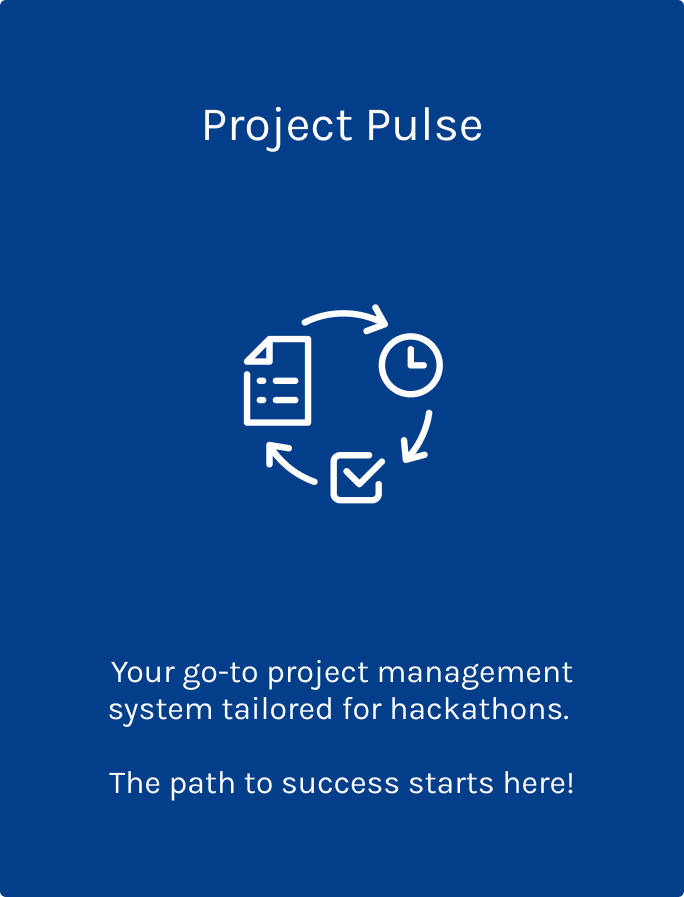 Project Pulse
Your go-to project management
system tailored for hackathons.
The path to success starts here!